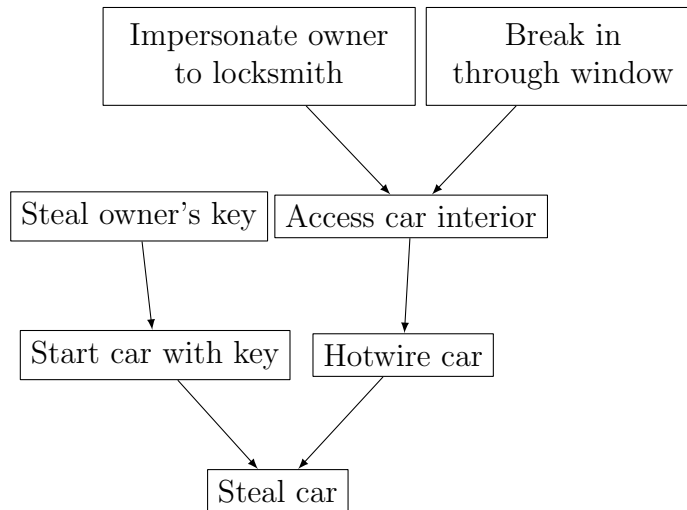 Impersonate owner
to locksmith
Break in
through window
Steal owner's key
Access car interior
Start car with key
Hotwire car
Steal car